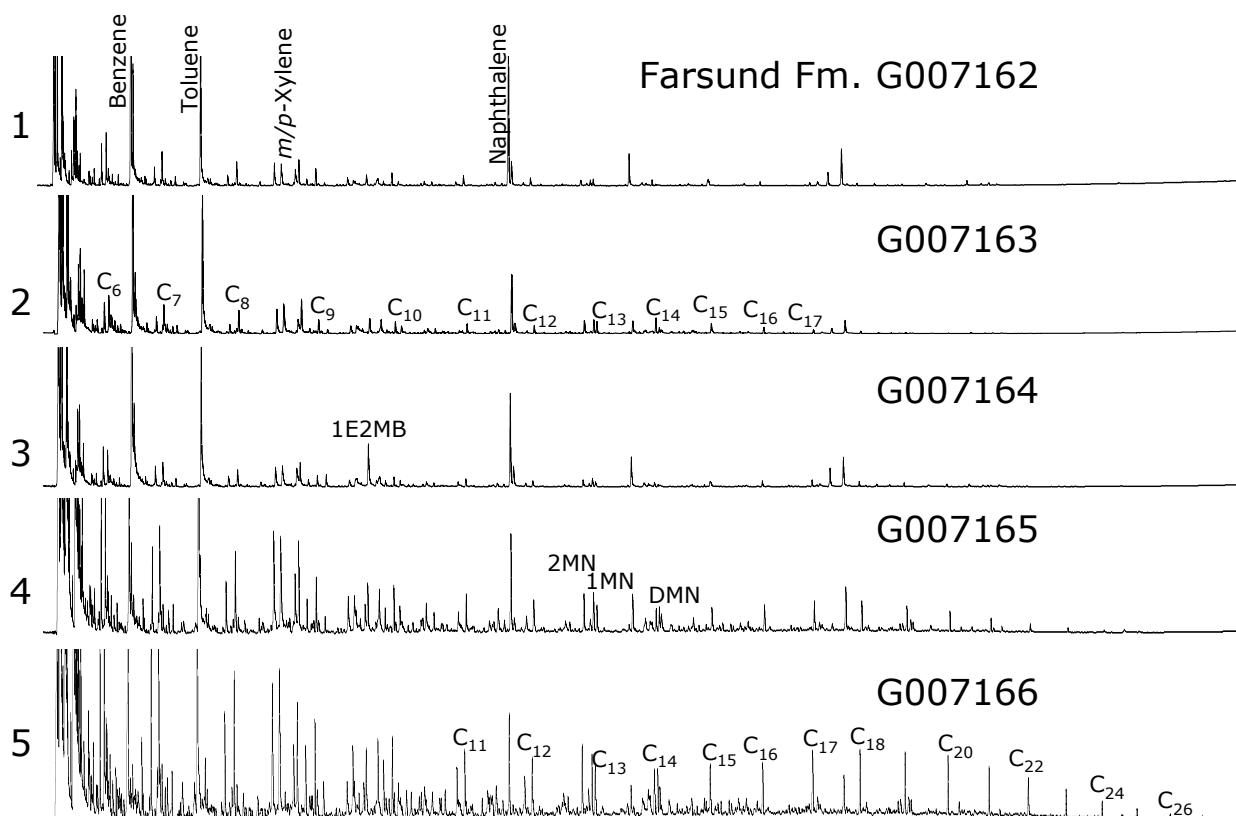 Benzene
Toluene
m/p-Xylene
Naphthalene
Farsund Fm. G007162
1
G007163
2
C₆ C₇ C₈ C₉ C₁₀ C₁₁ C₁₂ C₁₃ C₁₄ C₁₅ C₁₆ C₁₇
G007164
3
1E2MB
G007165
4
2MN 1MN DMN
G007166
5
C₁₁ C₁₂ C₁₃ C₁₄ C₁₅ C₁₆ C₁₇ C₁₈ C₂₀ C₂₂ C₂₄ C₂₆